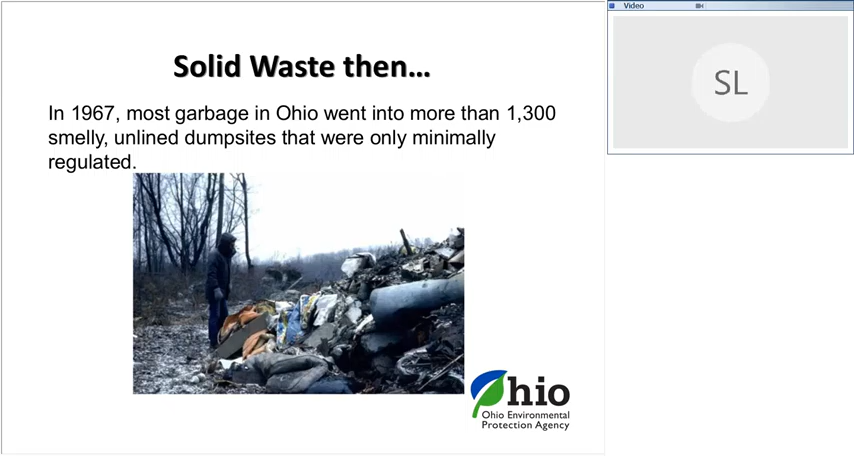 Solid Waste then...
In 1967, most garbage in Ohio went into more than 1,300
smelly, unlined dumpsites that were only minimally
regulated.
Ohio
Ohio Environmental
Protection Agency
Video
SL